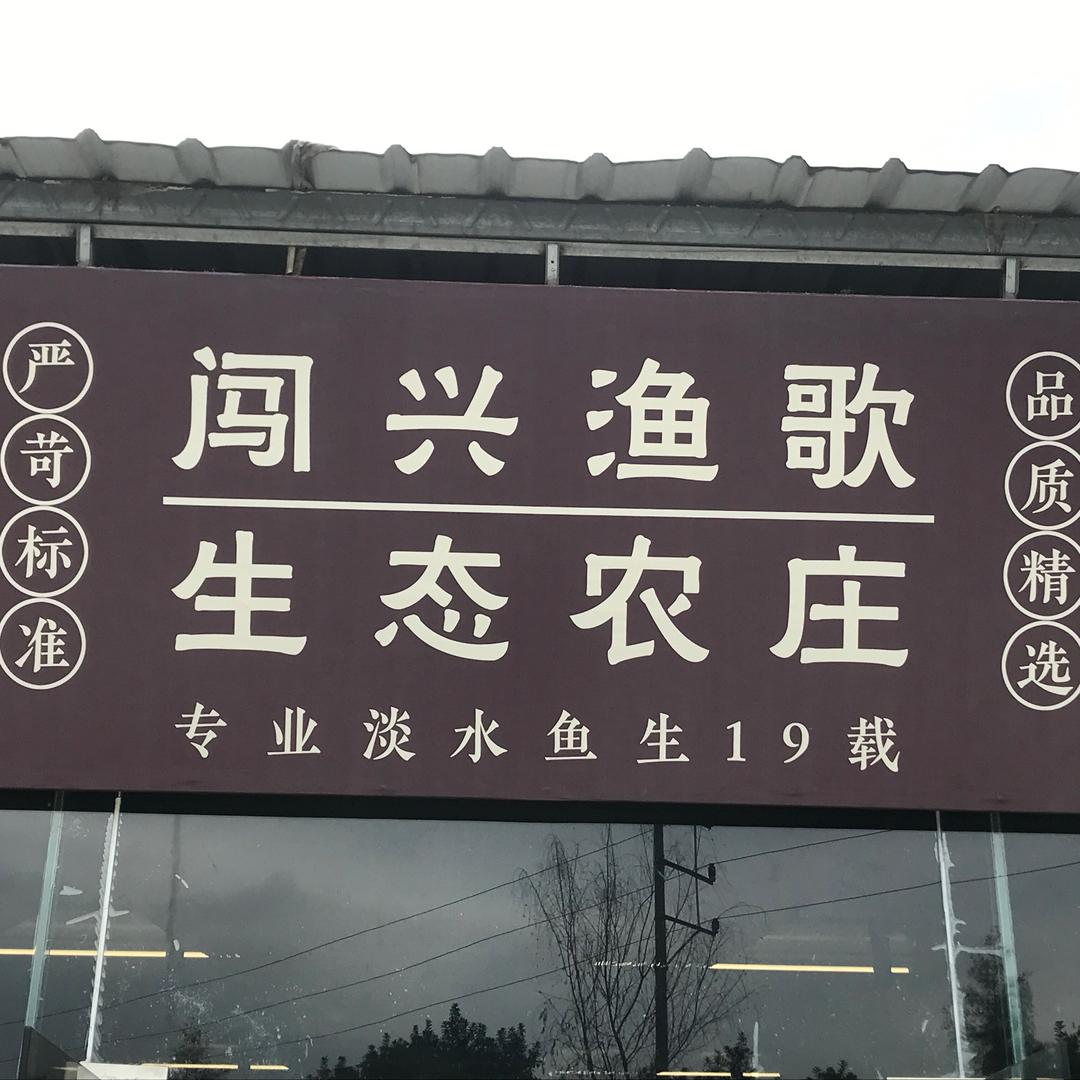 严苛标准
闯兴渔歌
生态农庄
专业淡水鱼生19载
品质精选